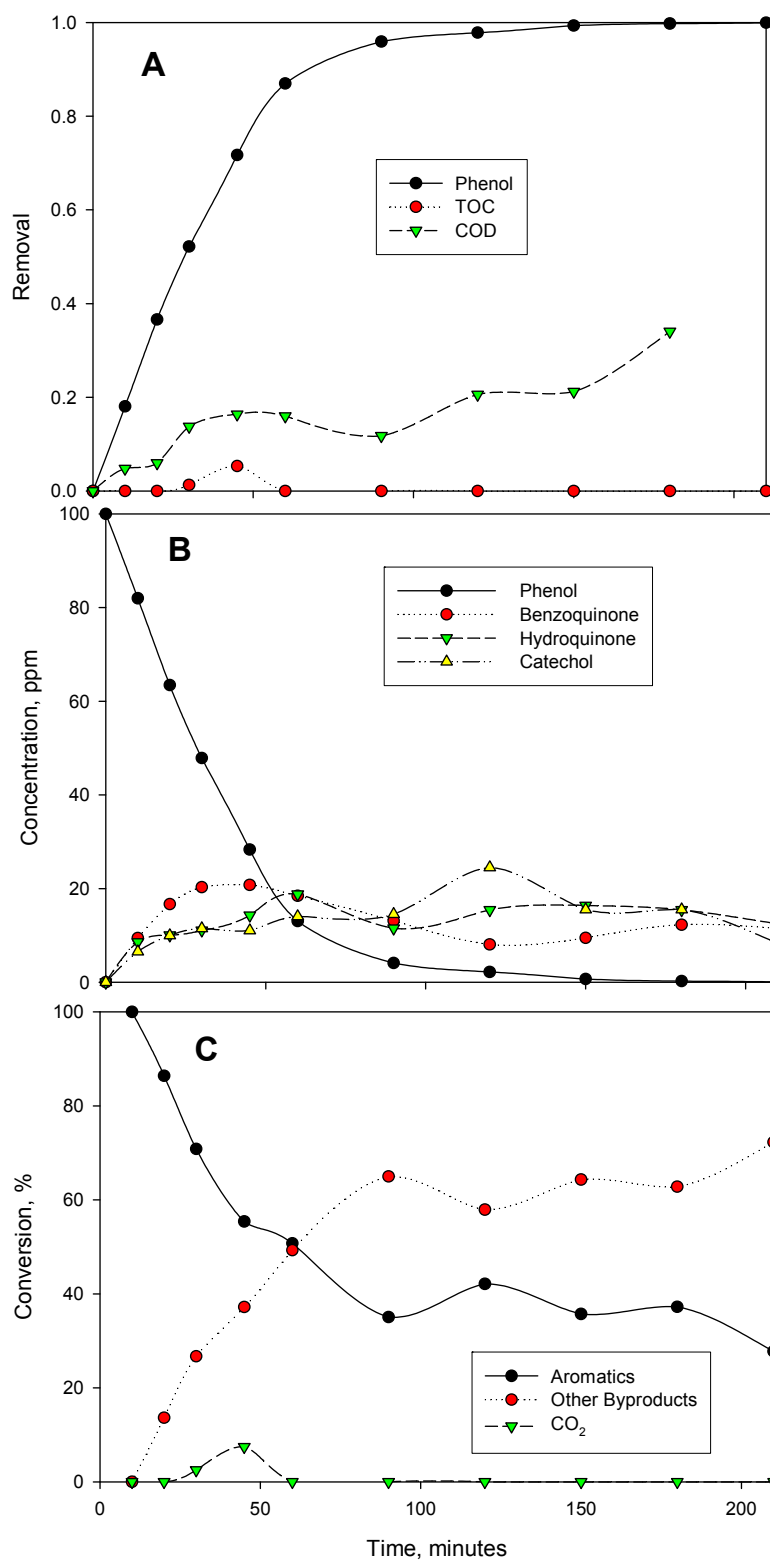 1.0
A
0.8
Phenol
TOC
COD
0.6
Removal
0.4
0.2
0.0
100
B
80
Phenol
Benzoquinone
Hydroquinone
Catechol
60
Concentration, ppm
40
20
0
100
C
80
60
Conversion, %
40
20
Aromatics
Other Byproducts
CO2
0
0 50 100 150 200
Time, minutes